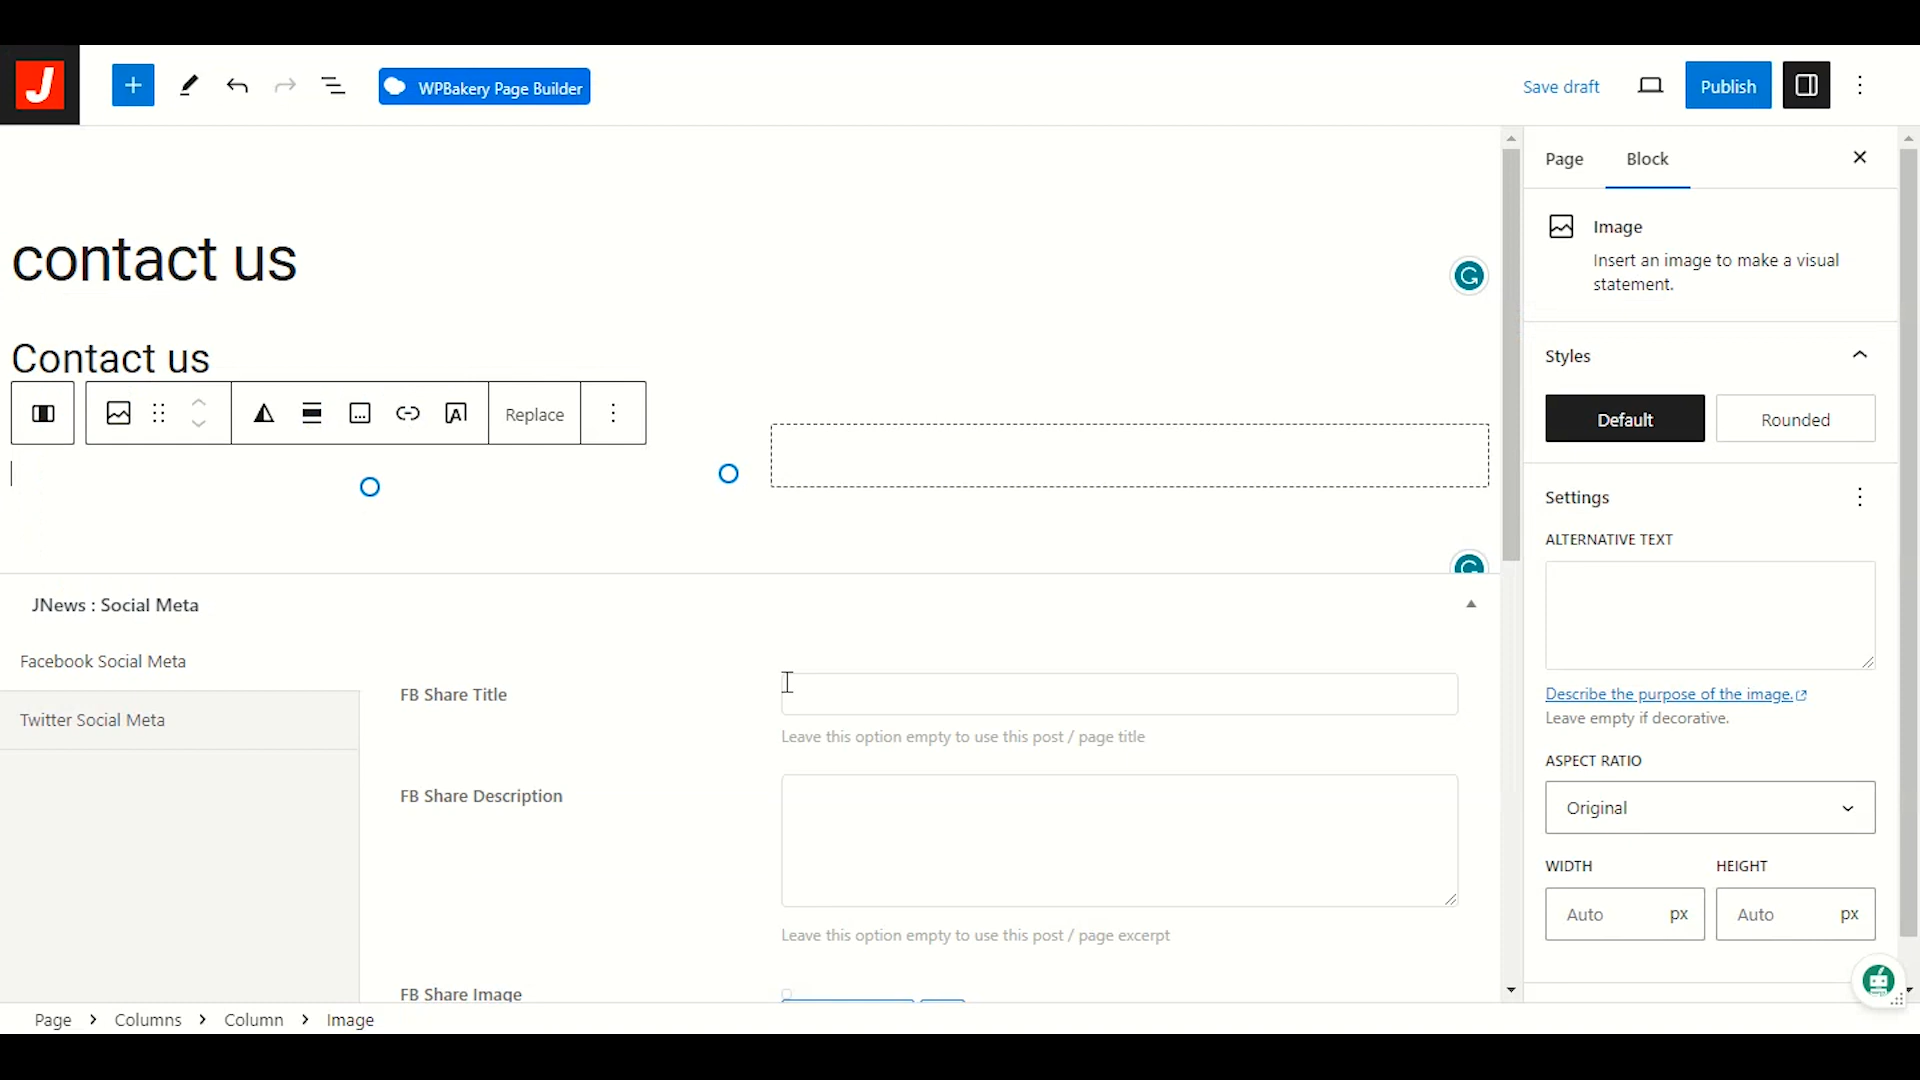 J
WPBakery Page Builder
Save draft
Publish
Page
Block
Image
Insert an image to make a visual
statement.
contact us
Contact us
Replace
Styles
Default
Rounded
Settings
ALTERNATIVE TEXT
Describe the purpose of the image.
Leave empty if decorative.
ASPECT RATIO
Original
WIDTH
HEIGHT
Auto
px
Auto
px
JNews : Social Meta
Facebook Social Meta
Twitter Social Meta
FB Share Title
Leave this option empty to use this post / page title
FB Share Description
Leave this option empty to use this post / page excerpt
FB Share Image
Page
Columns
Column
Image